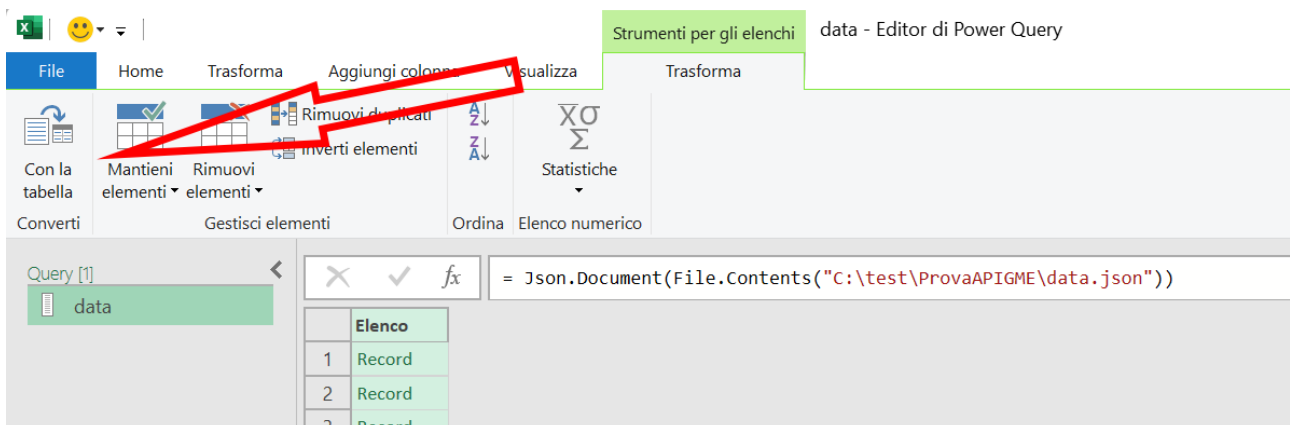 Strumenti per gli elenchi
data - Editor di Power Query
File Home Trasforma Aggiungi colonna Visualizza Trasforma
Con la tabella
Mantieni elementi
Rimuovi elementi
Rimuovi duplicati
Inverti elementi
Statistiche
Converti Gestisci elementi Ordina Elenco numerico
Query [1]
data
fx = Json.Document(File.Contents("C:\test\ProvaAPIGME\data.json"))
Elenco
1 Record
2 Record
3 Record